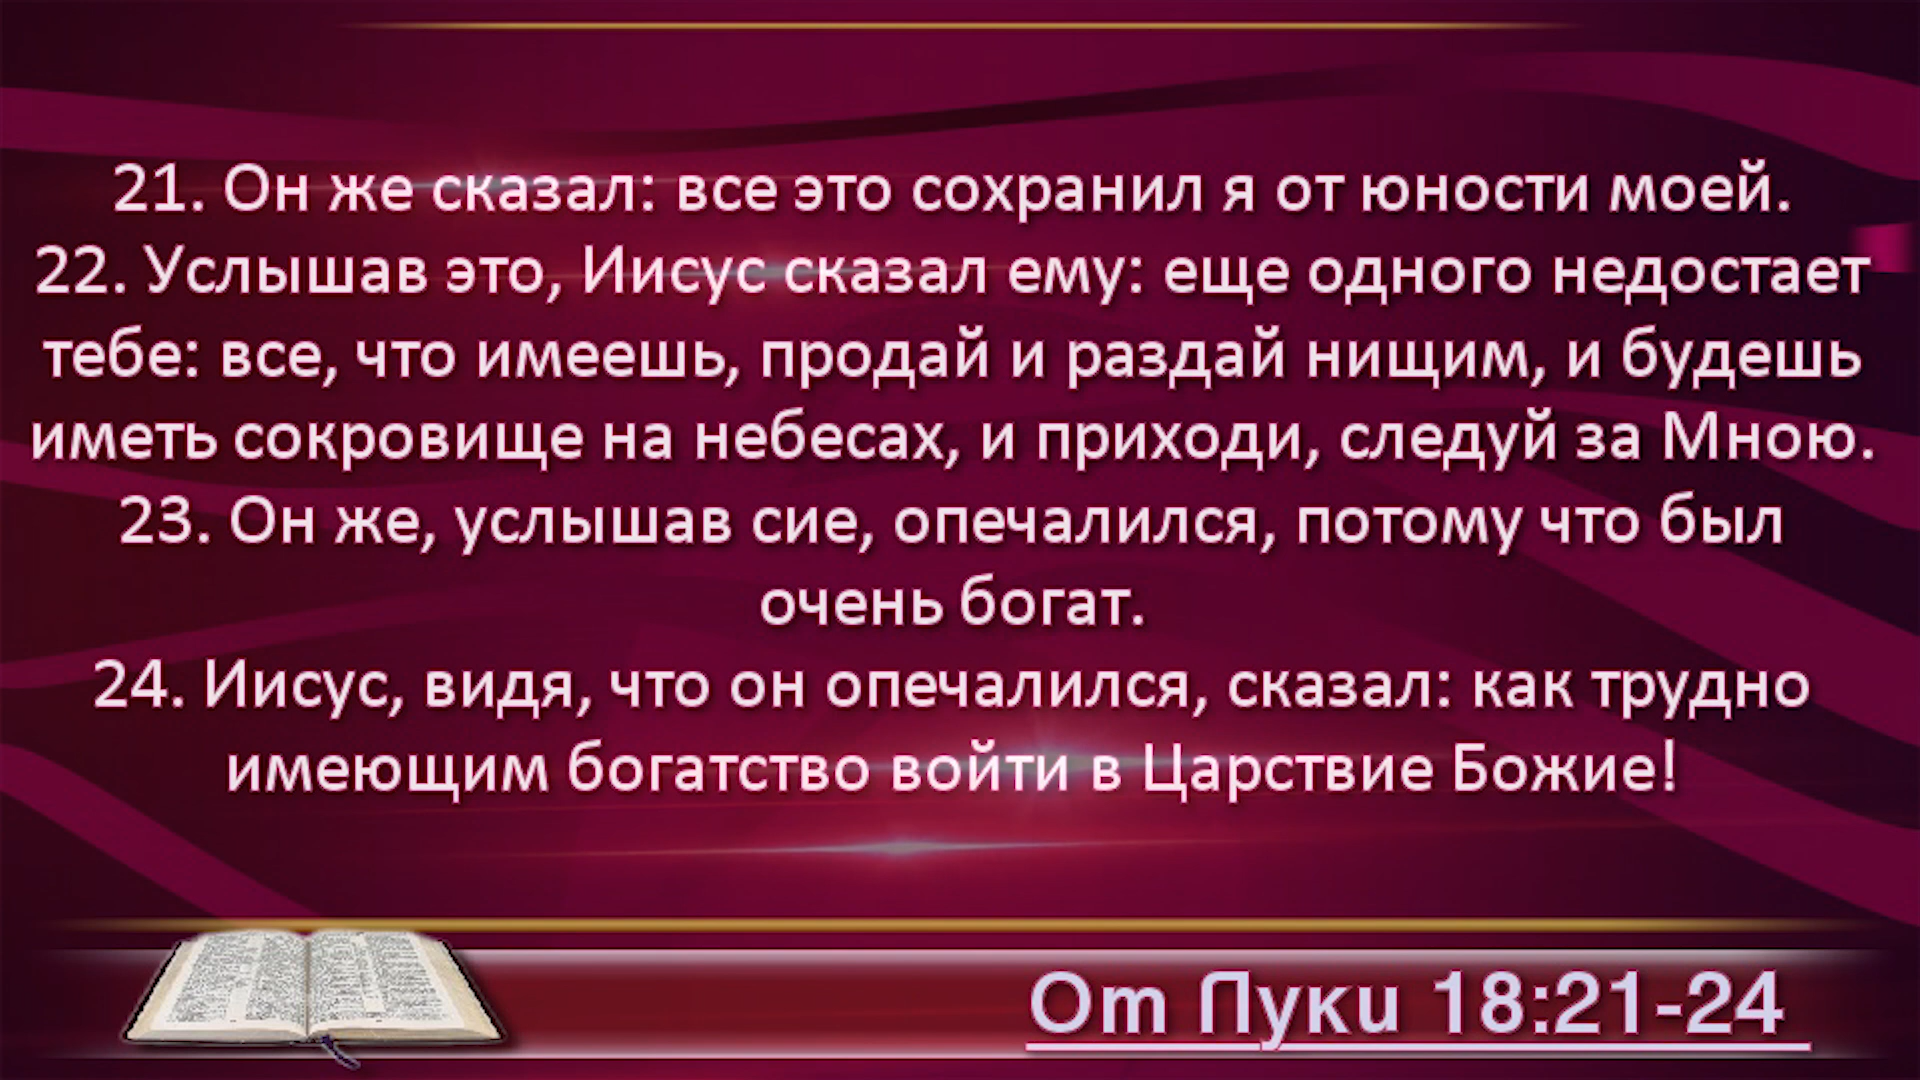 21. Он же сказал: все это сохранил я от юности моей.
22. Услышав это, Иисус сказал ему: еще одного недостает
тебе: все, что имеешь, продай и раздай нищим, и будешь
иметь сокровище на небесах, и приходи, следуй за Мною.
23. Он же, услышав сие, опечалился, потому что был
очень богат.
24. Иисус, видя, что он опечалился, сказал: как трудно
имеющим богатство войти в Царствие Божие!
От Луки 18:21-24